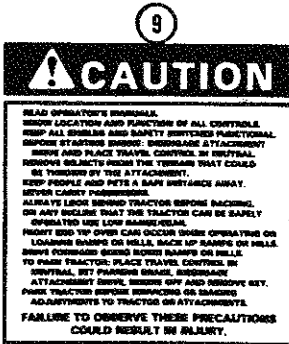 9
CAUTION
READ OPERATOR'S MANUALS.
KNOW LOCATION AND FUNCTION OF ALL CONTROLS.
KEEP ALL SHIELDS AND SAFETY SWITCHES FUNCTIONAL.
BEFORE STARTING ENGINE: DISENGAGE ATTACHMENT
DRIVE AND PLACE TRAVEL CONTROL IN NEUTRAL.
REMOVE OBJECTS FROM THE TERRAIN THAT COULD
BE THROWN BY THE ATTACHMENT.
KEEP PEOPLE AND PETS A SAFE DISTANCE AWAY.
NEVER CARRY PASSENGERS.
ALWAYS LOOK BEHIND TRACTOR BEFORE BACKING.
ON ANY INCLINE THAT THE TRACTOR CAN BE SAFELY
OPERATED USE LOW
FRONT END TIP OVER CAN OCCUR WHEN OPERATING ON
LOADING RAMPS OR HILLS. BACK UP RAMPS OR HILLS.
DRIVE FORWARD GOING DOWN RAMPS OR HILLS.
TO PARK TRACTOR: PLACE TRAVEL CONTROL IN
NEUTRAL, SET PARKING BRAKE, DISENGAGE
ATTACHMENT DRIVE, ENGINE OFF AND REMOVE KEY.
PARK TRACTOR BEFORE SERVICING OR MAKING
ADJUSTMENTS TO TRACTOR OR ATTACHMENTS.
FAILURE TO OBSERVE THESE PRECAUTIONS
COULD RESULT IN INJURY.